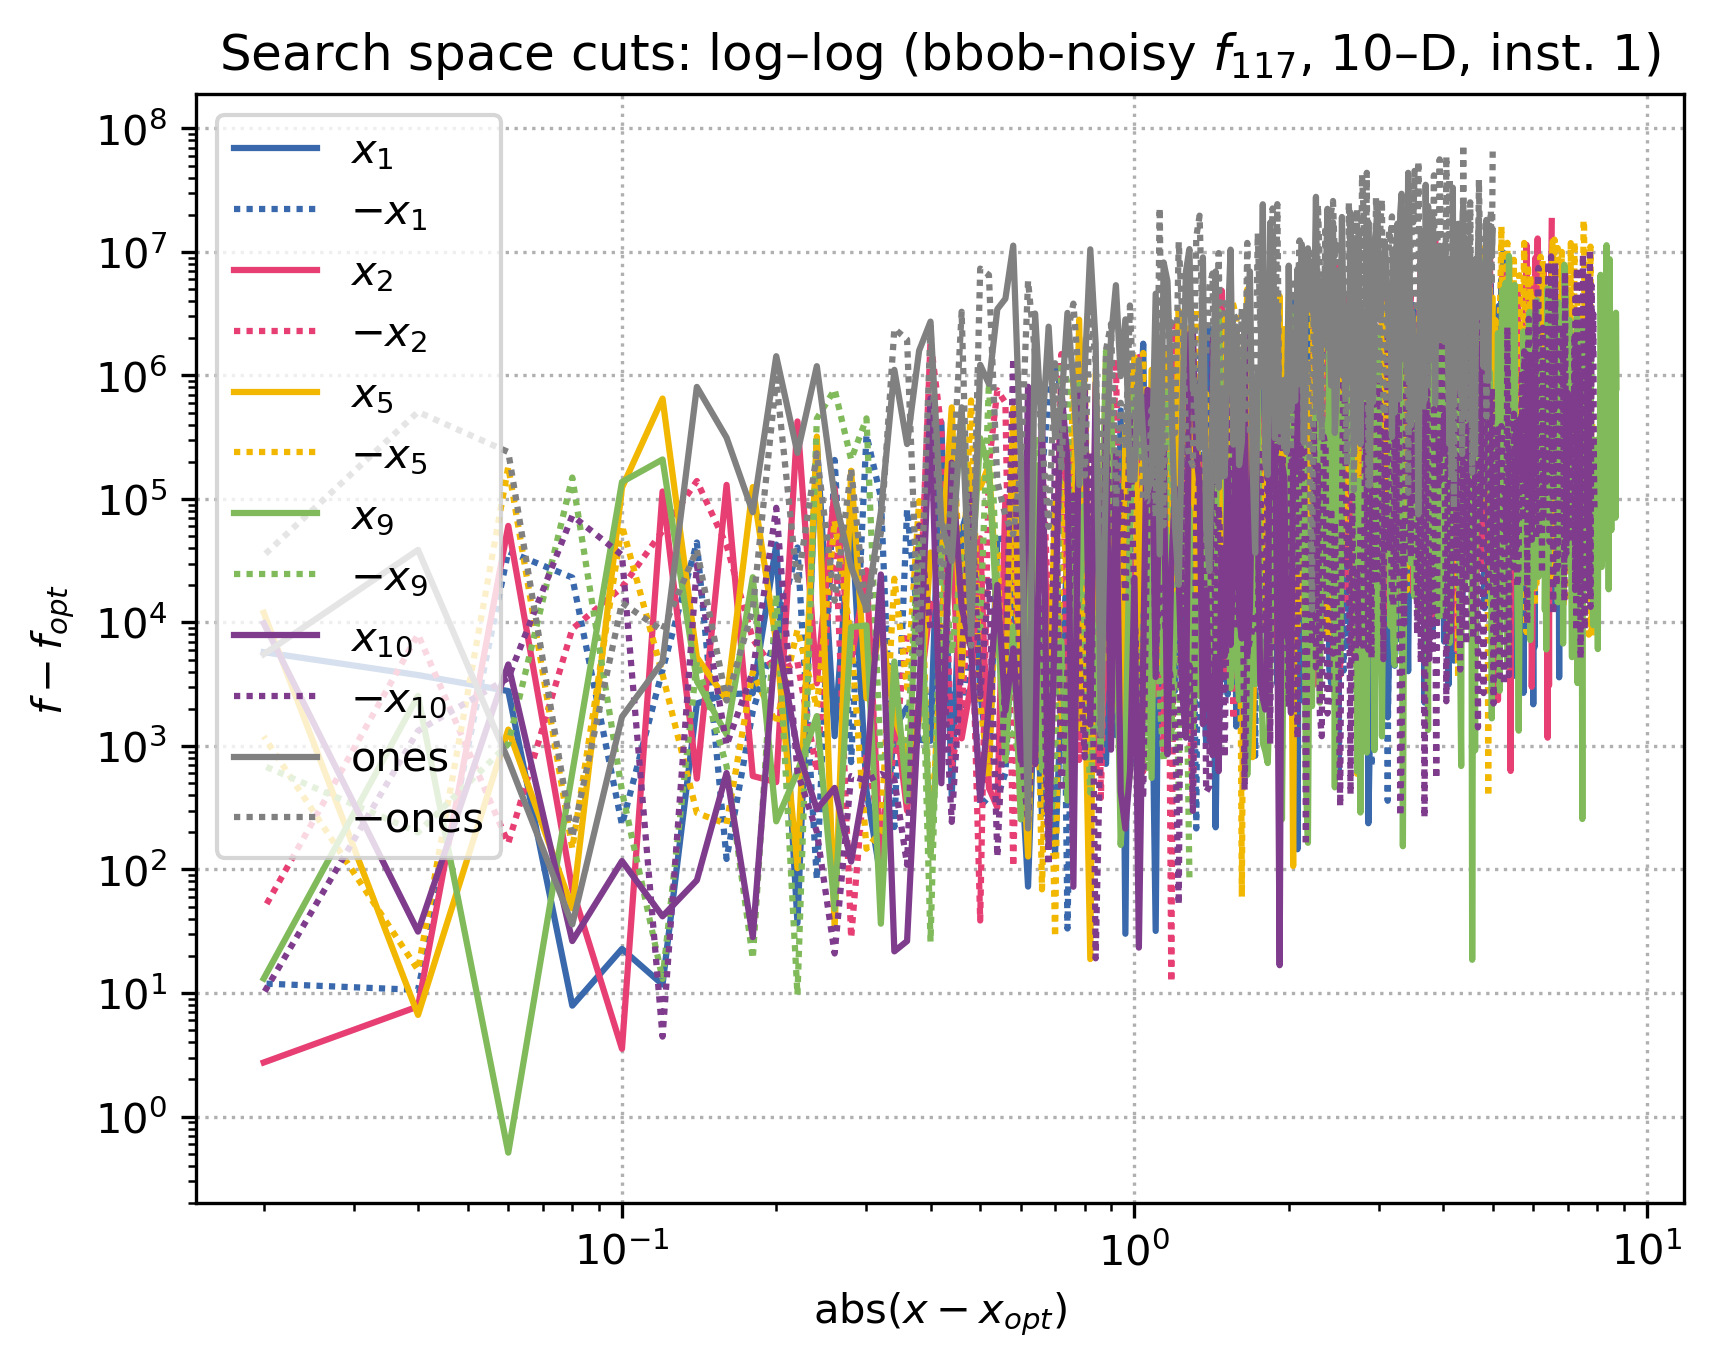 Search space cuts: log–log (bbob-noisy f117, 10–D, inst. 1)
10^8
10^7
10^6
10^5
10^4
10^3
10^2
10^1
10^0
f − fopt
x1
−x1
x2
−x2
x5
−x5
x9
−x9
x10
−x10
ones
−ones
10^−1
10^0
10^1
abs(x − xopt)